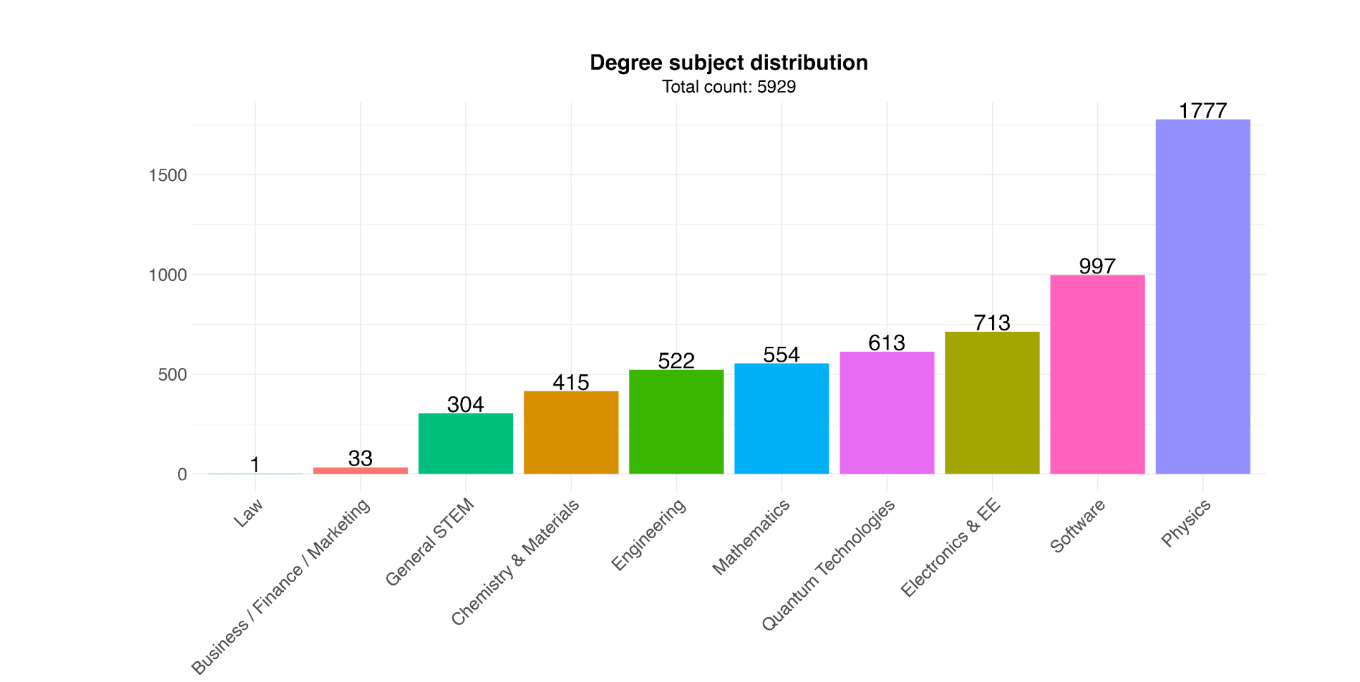 Degree subject distribution
Total count: 5929
1777
1500
997
1000
713
613
554
522
500
415
304
33
1
0
Law
Business / Finance / Marketing
General STEM
Chemistry & Materials
Engineering
Mathematics
Quantum Technologies
Electronics & EE
Software
Physics